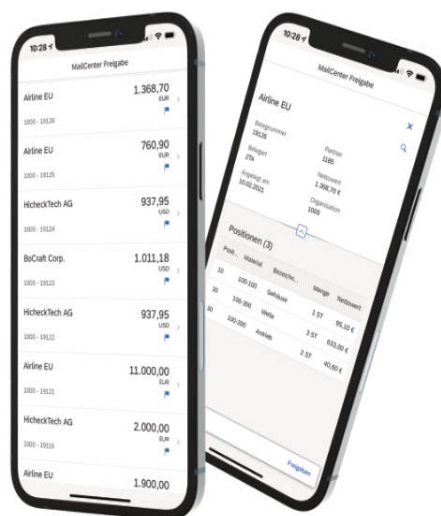 10:28
MailCenter Freigabe
Airline EU
1.368,70
EUR
1000 - 19126
Airline EU
760,90
EUR
1000 - 19125
HicheckTech AG
937,95
USD
1000 - 19124
BoCraft Corp.
1.011,18
USD
1000 - 19123
HicheckTech AG
937,95
USD
1000 - 19122
Airline EU
11.000,00
EUR
1000 - 19121
HicheckTech AG
2.000,00
EUR
1000 - 19116
Airline EU
1.900,00
10:28
MailCenter Freigabe
Airline EU
Belegnummer
19126
Partner
1185
Belegart
JTA
Nettowert
1.368,70 €
Angelegt am
10.02.2021
Organisation
1000
Positionen (3)
Posit... Material Bezeichn... Menge Nettowert
10 100-100 Gehäuse 1 ST 95,10 €
20 100-200 Welle 3 ST 633,00 €
30 100-200 Antrieb 2 ST 40,60 €
Freigeben